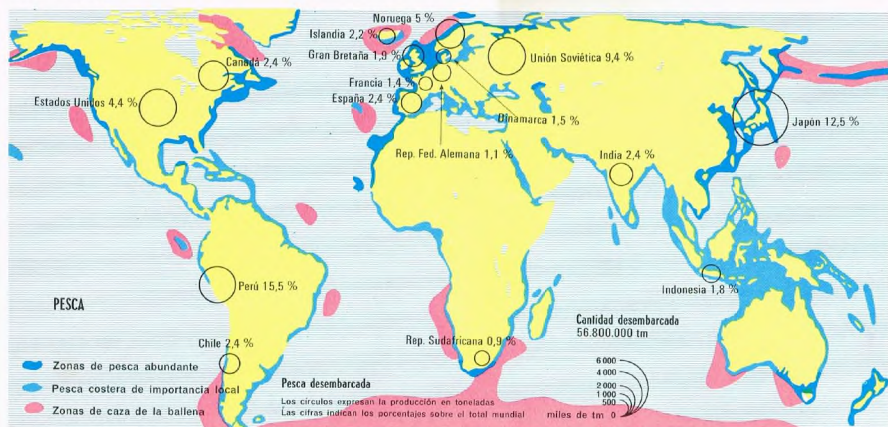 Noruega 5 %
Islandia 2,2 %
Gran Bretaña 1,9 %
Unión Soviética 9,4 %
Canadá 2,4 %
Francia 1,4 %
Estados Unidos 4,4 %
España 2,4 %
Dinamarca 1,5 %
Japón 12,5 %
Rep. Fed. Alemana 1,1 %
India 2,4 %
Perú 15,5 %
Indonesia 1,8 %
PESCA
Cantidad desembarcada
56.800.000 tm
Chile 2,4 %
Rep. Sudafricana 0,9 %
Zonas de pesca abundante
Pesca costera de importancia local
Zonas de caza de la ballena
Pesca desembarcada
Los círculos expresan la producción en toneladas
Las cifras indican los porcentajes sobre el total mundial
6 000
4 000
2 000
1 000
500
miles de tm 0